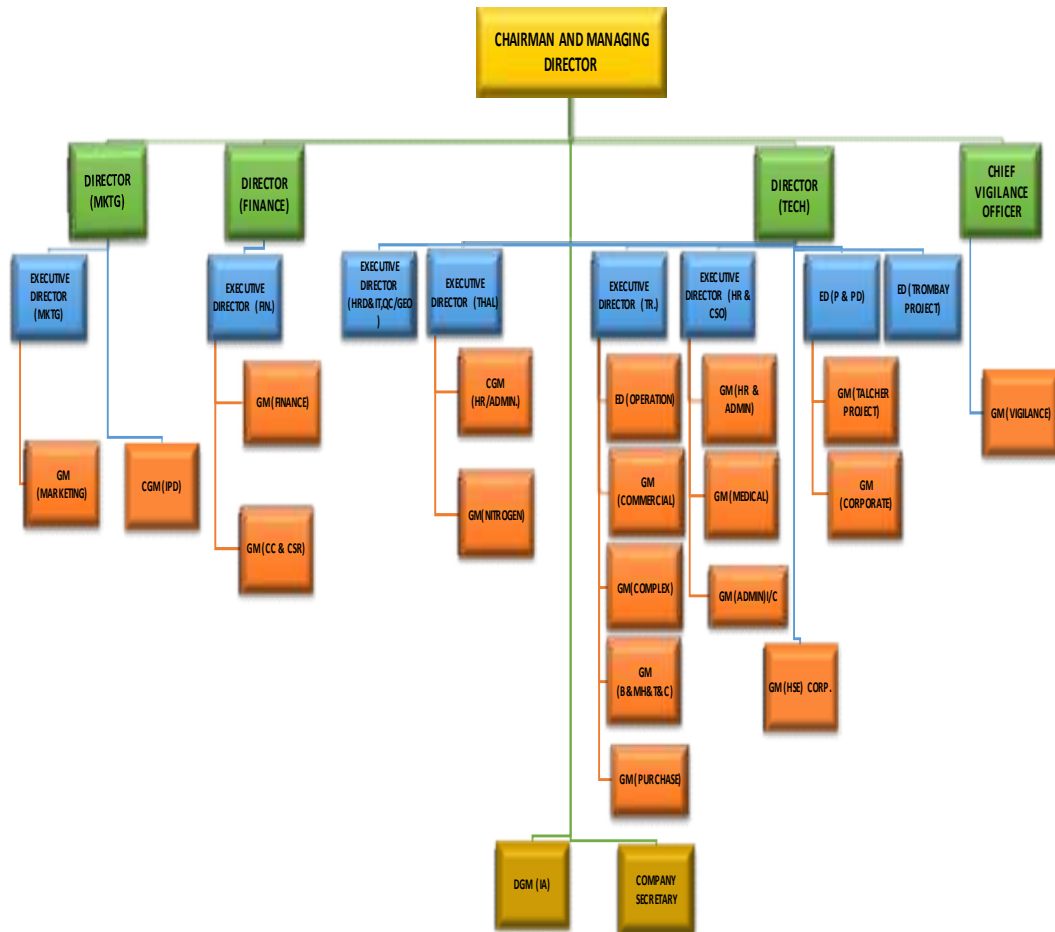 CHAIRMAN AND MANAGING
DIRECTOR
DIRECTOR
(MKTG)
DIRECTOR
(FINANCE)
DIRECTOR
(TECH)
CHIEF
VIGILANCE
OFFICER
EXECUTIVE
DIRECTOR
(MKTG)
EXECUTIVE
DIRECTOR (FIN.)
EXECUTIVE
DIRECTOR
(HRD&IT,QC/GEO
)
EXECUTIVE
DIRECTOR (THAL)
EXECUTIVE
DIRECTOR (TR.)
EXECUTIVE
DIRECTOR (HR &
CSO)
ED (P & PD)
ED (TROMBAY
PROJECT)
GM
(MARKETING)
CGM (IPD)
GM (FINANCE)
GM (CC & CSR)
CGM
(HR/ADMIN.)
GM(NITROGEN)
ED (OPERATION)
GM
(COMMERCIAL)
GM(COMPLEX)
GM
(B&MH&T&C)
GM (PURCHASE)
GM (HR &
ADMIN)
GM (MEDICAL)
GM (ADMIN)I/C
GM (HSE) CORP.
GM (TALCHER
PROJECT)
GM
(CORPORATE)
GM (VIGILANCE)
DGM (IA)
COMPANY
SECRETARY